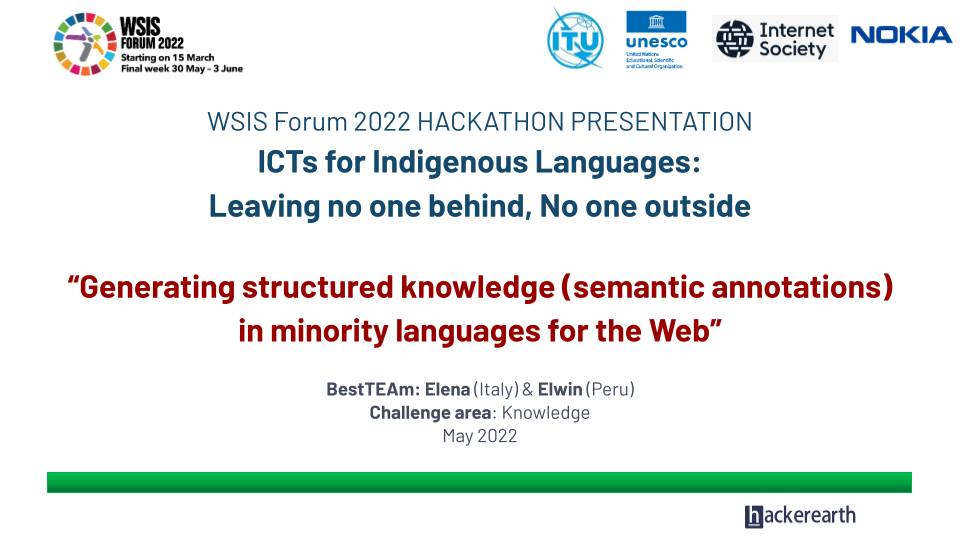 WSIS
FORUM 2022
Starting on 15 March
Final week 30 May – 3 June
ITU
unesco
United Nations
Educational, Scientific
and Cultural Organization
Internet
Society
NOKIA
WSIS Forum 2022 HACKATHON PRESENTATION
ICTs for Indigenous Languages:
Leaving no one behind, No one outside
“Generating structured knowledge (semantic annotations)
in minority languages for the Web”
BestTEAm: Elena (Italy) & Elwin (Peru)
Challenge area: Knowledge
May 2022
hackerearth